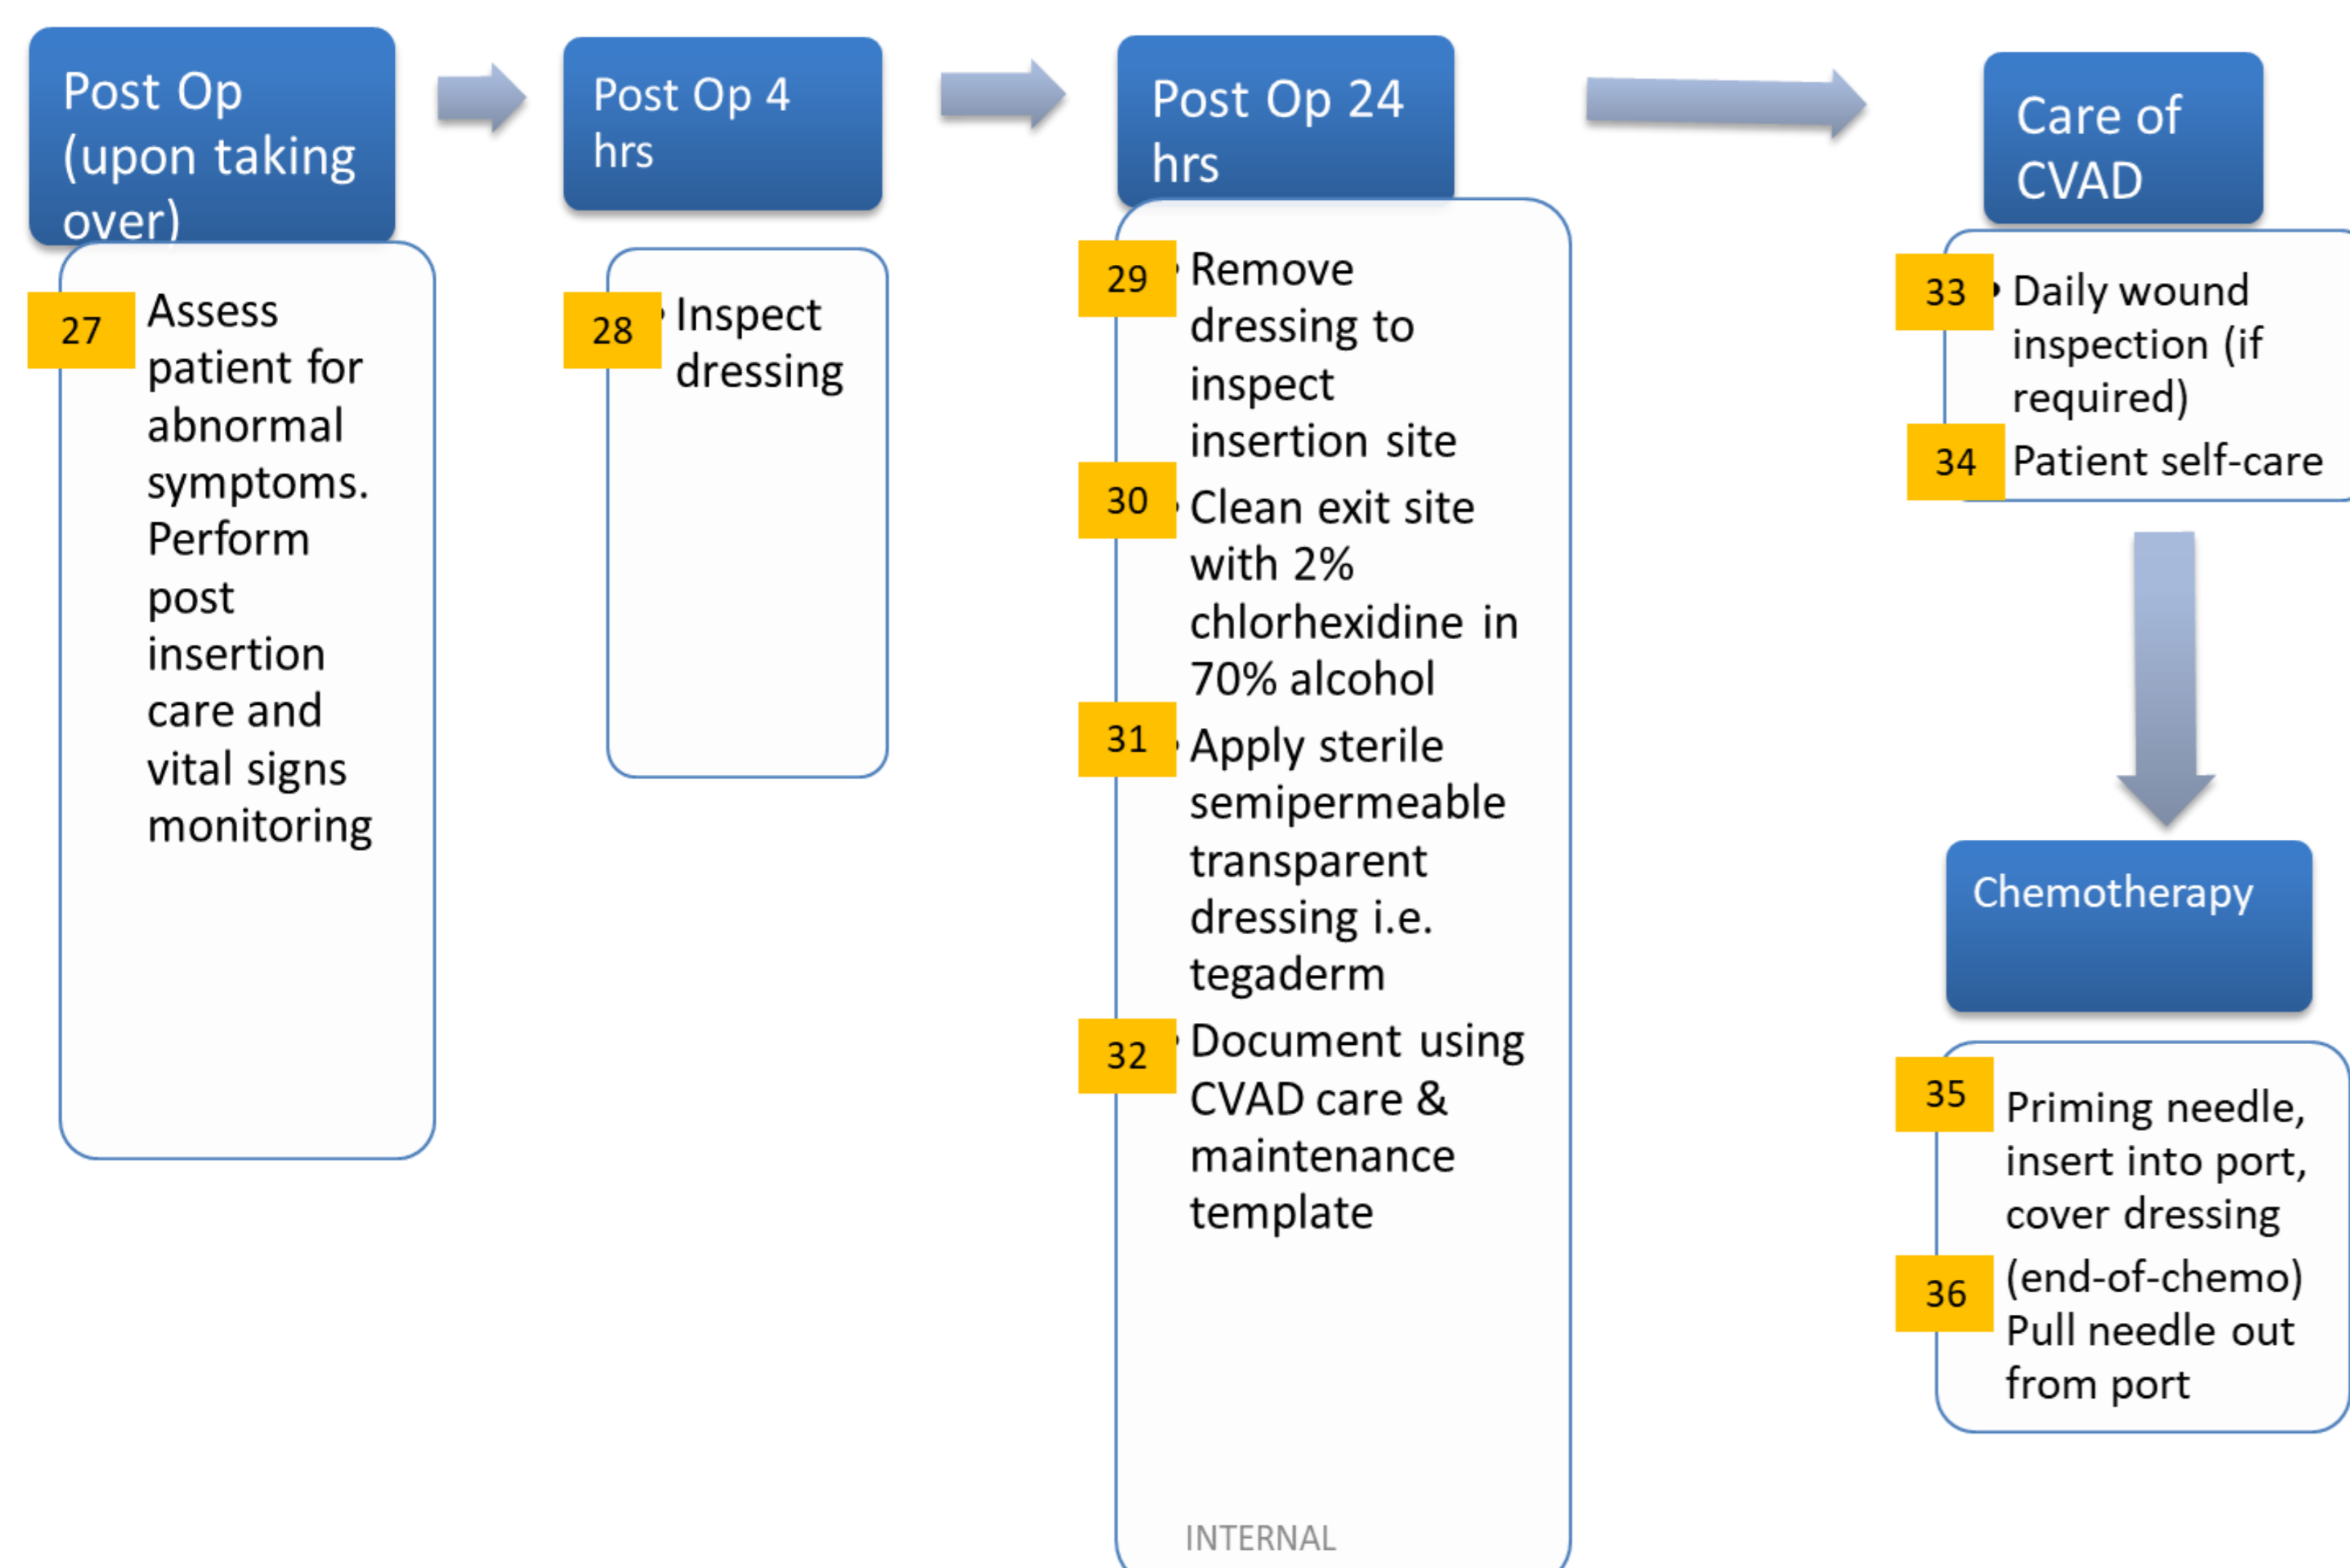 Post Op
(upon taking
over)
27
Assess
patient for
abnormal
symptoms.
Perform
post
insertion
care and
vital signs
monitoring
Post Op 4
hrs
28
• Inspect
dressing
Post Op 24
hrs
29
• Remove
dressing to
inspect
insertion site
30
• Clean exit site
with 2%
chlorhexidine in
70% alcohol
31
• Apply sterile
semipermeable
transparent
dressing i.e.
tegaderm
32
• Document using
CVAD care &
maintenance
template
INTERNAL
Care of
CVAD
33
• Daily wound
inspection (if
required)
34
Patient self-care
Chemotherapy
35
Priming needle,
insert into port,
cover dressing
36
(end-of-chemo)
Pull needle out
from port